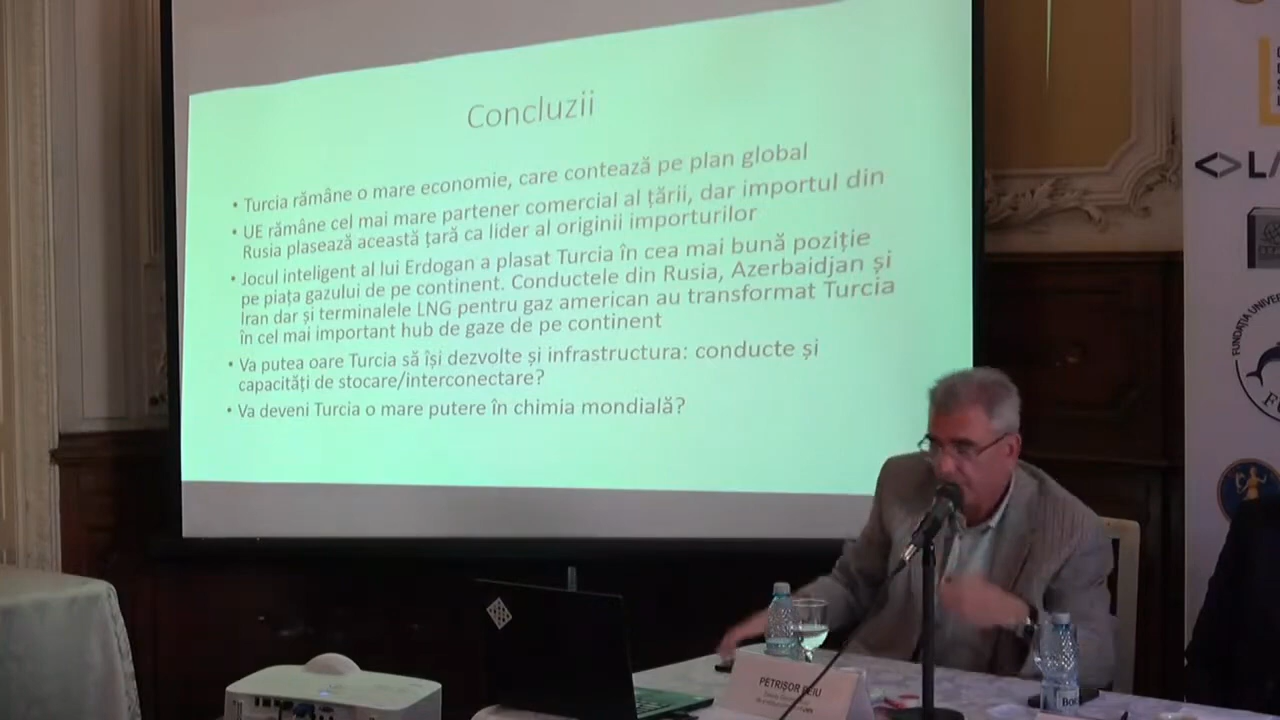 Concluzii
• Turcia rămâne o mare economie, care contează pe plan global
• UE rămâne cel mai mare partener comercial al țării, dar importul din
Rusia plasează această țară ca lider al originii importurilor
• Jocul inteligent al lui Erdogan a plasat Turcia în cea mai bună poziție
pe piața gazului de pe continent. Conductele din Rusia, Azerbaidjan și
Iran dar și terminalele LNG pentru gaz american au transformat Turcia
în cel mai important hub de gaze de pe continent
• Va putea oare Turcia să își dezvolte și infrastructura: conducte și
capacități de stocare/interconectare?
• Va deveni Turcia o mare putere în chimia mondială?
FUNDAȚIA
PETRIȘOR PEIU